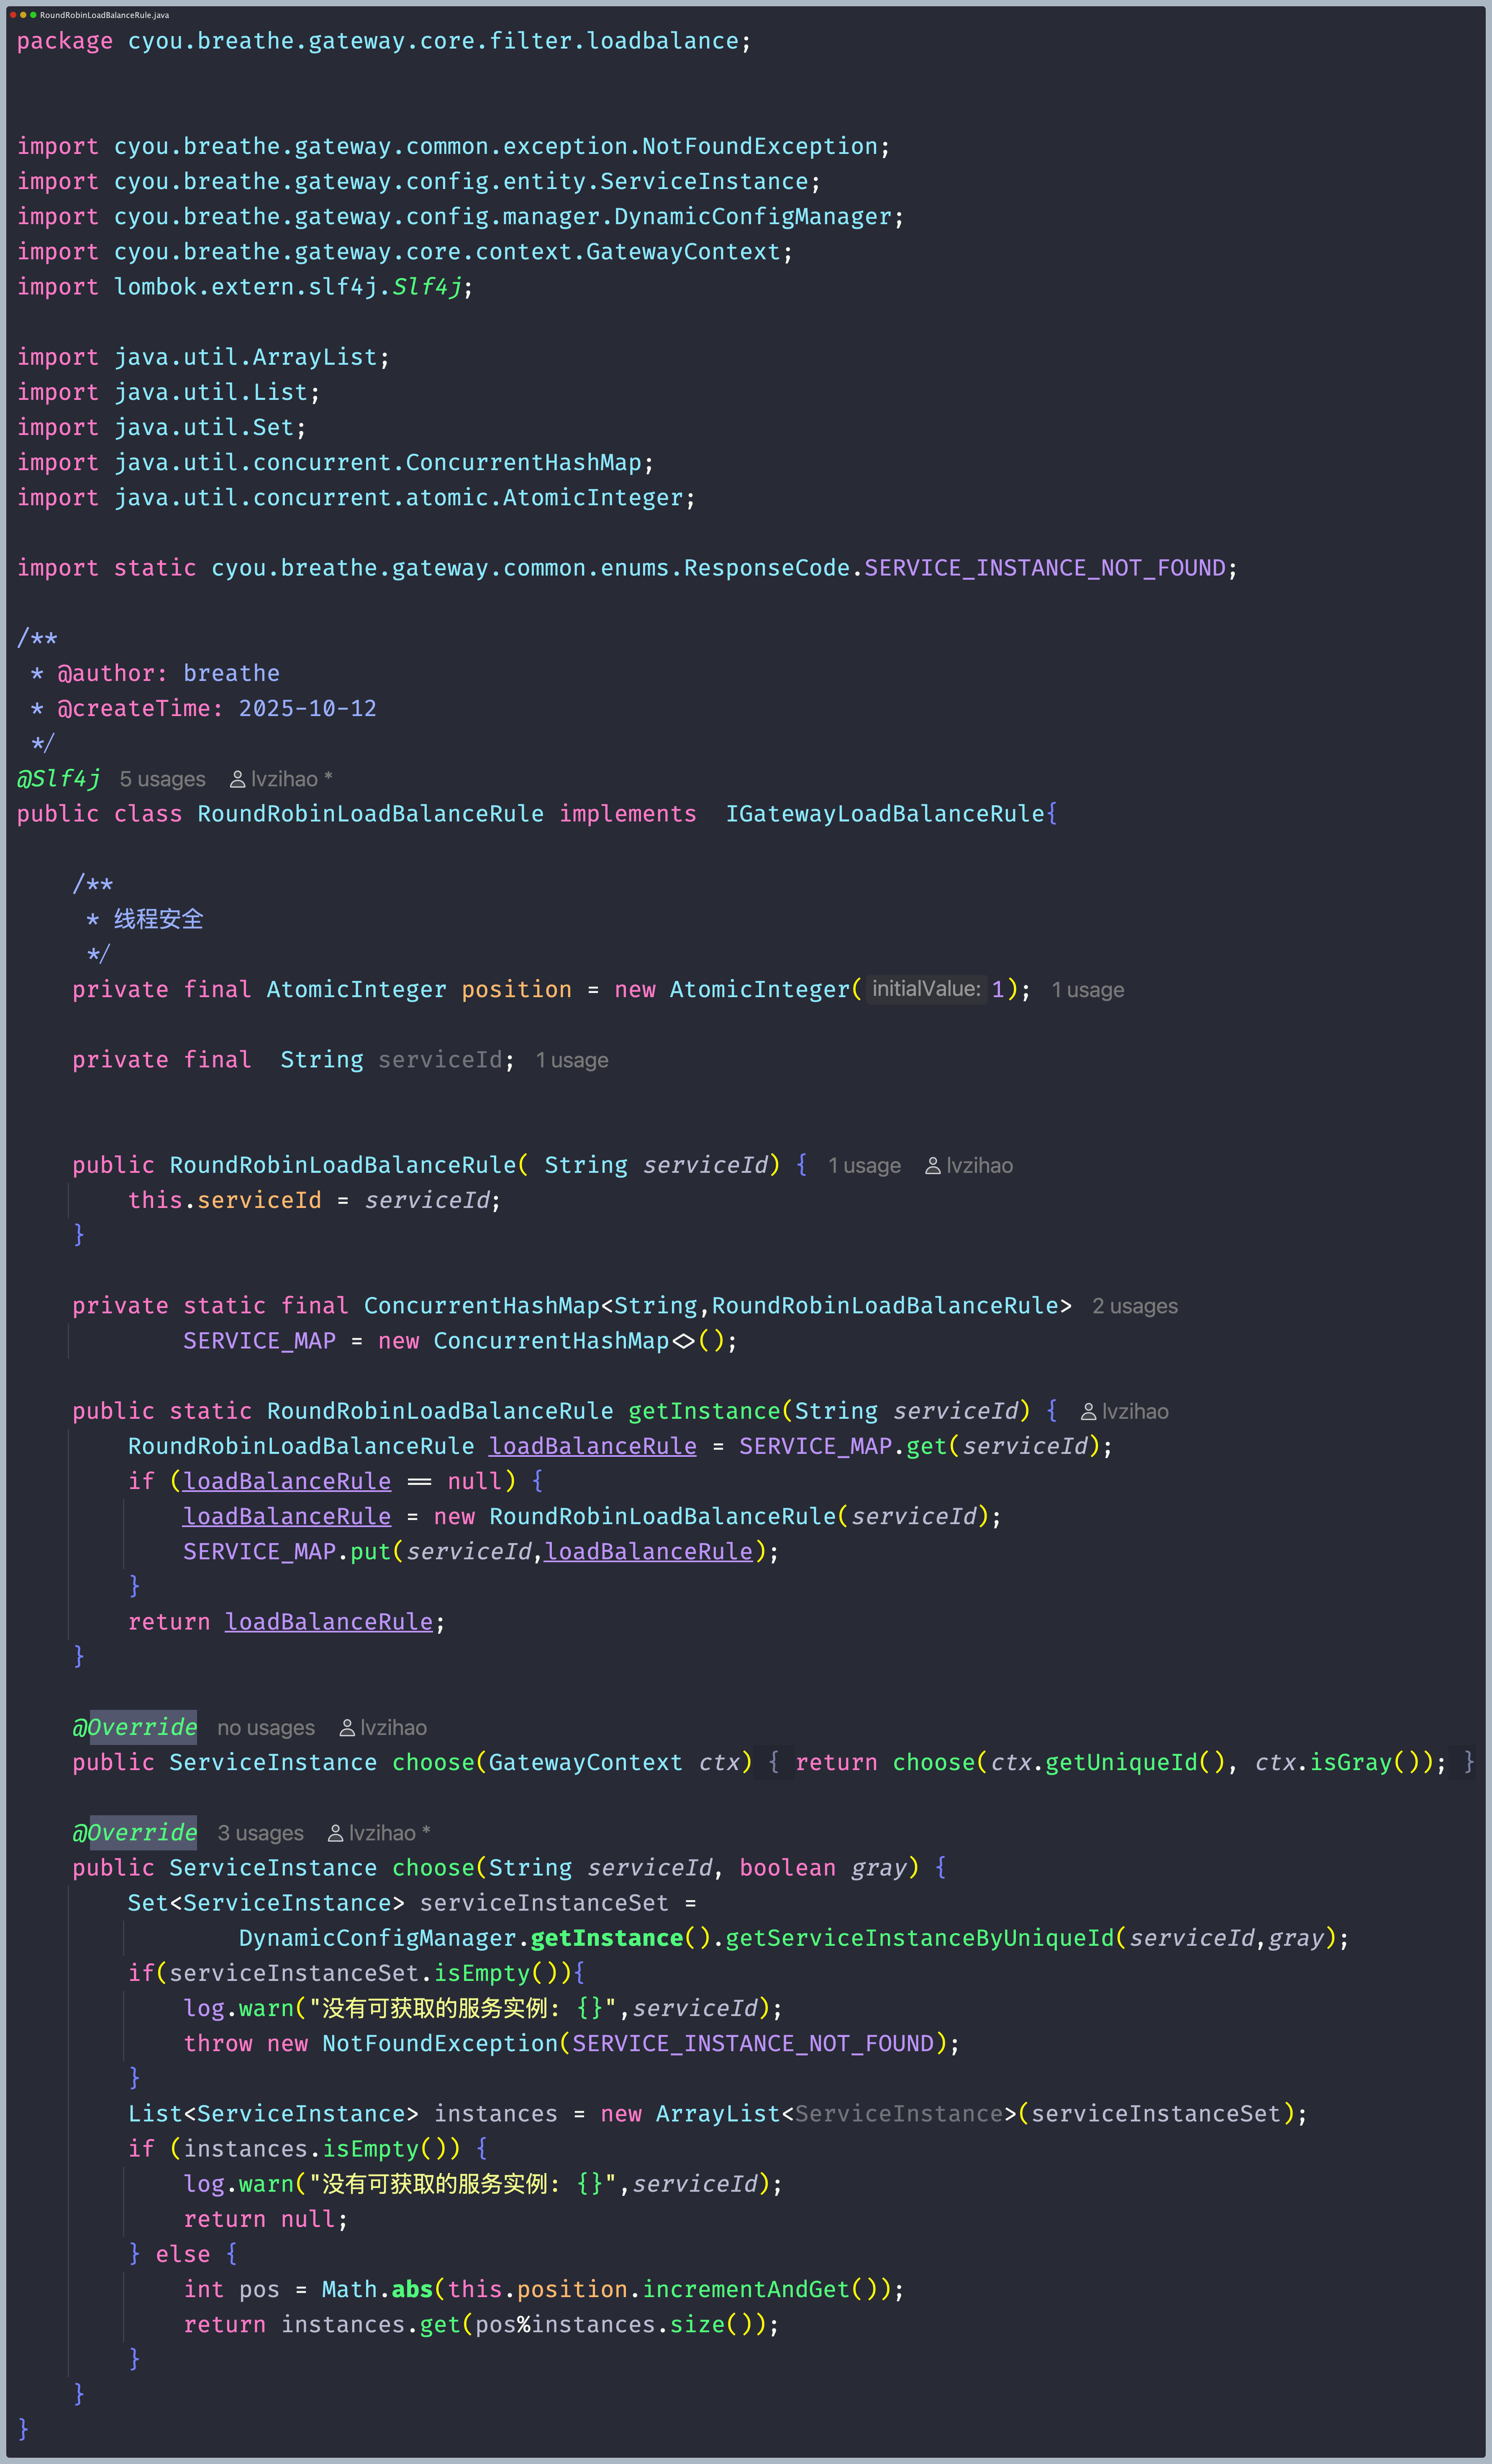 RoundRobinLoadBalanceRule.java
package cyou.breathe.gateway.core.filter.loadbalance;
import cyou.breathe.gateway.common.exception.NotFoundException;
import cyou.breathe.gateway.config.entity.ServiceInstance;
import cyou.breathe.gateway.config.manager.DynamicConfigManager;
import cyou.breathe.gateway.core.context.GatewayContext;
import lombok.extern.slf4j.Slf4j;
import java.util.ArrayList;
import java.util.List;
import java.util.Set;
import java.util.concurrent.ConcurrentHashMap;
import java.util.concurrent.atomic.AtomicInteger;
import static cyou.breathe.gateway.common.enums.ResponseCode.SERVICE_INSTANCE_NOT_FOUND;
/**
 * @author: breathe
 * @createTime: 2025-10-12
 */
@Slf4j 5 usages lvzihao *
public class RoundRobinLoadBalanceRule implements  IGatewayLoadBalanceRule{
    /**
     * 线程安全
     */
    private final AtomicInteger position = new AtomicInteger( initialValue: 1); 1 usage
    private final  String serviceId; 1 usage
    public RoundRobinLoadBalanceRule( String serviceId) { 1 usage lvzihao
        this.serviceId = serviceId;
    }
    private static final ConcurrentHashMap<String,RoundRobinLoadBalanceRule> 2 usages
            SERVICE_MAP = new ConcurrentHashMap<>();
    public static RoundRobinLoadBalanceRule getInstance(String serviceId) { lvzihao
        RoundRobinLoadBalanceRule loadBalanceRule = SERVICE_MAP.get(serviceId);
        if (loadBalanceRule == null) {
            loadBalanceRule = new RoundRobinLoadBalanceRule(serviceId);
            SERVICE_MAP.put(serviceId,loadBalanceRule);
        }
        return loadBalanceRule;
    }
    @Override no usages lvzihao
    public ServiceInstance choose(GatewayContext ctx) { return choose(ctx.getUniqueId(), ctx.isGray()); }
    @Override 3 usages lvzihao *
    public ServiceInstance choose(String serviceId, boolean gray) {
        Set<ServiceInstance> serviceInstanceSet =
                DynamicConfigManager.getInstance().getServiceInstanceByUniqueId(serviceId,gray);
        if(serviceInstanceSet.isEmpty()){
            log.warn("没有可获取的服务实例: {}",serviceId);
            throw new NotFoundException(SERVICE_INSTANCE_NOT_FOUND);
        }
        List<ServiceInstance> instances = new ArrayList<ServiceInstance>(serviceInstanceSet);
        if (instances.isEmpty()) {
            log.warn("没有可获取的服务实例: {}",serviceId);
            return null;
        } else {
            int pos = Math.abs(this.position.incrementAndGet());
            return instances.get(pos%instances.size());
        }
    }
}